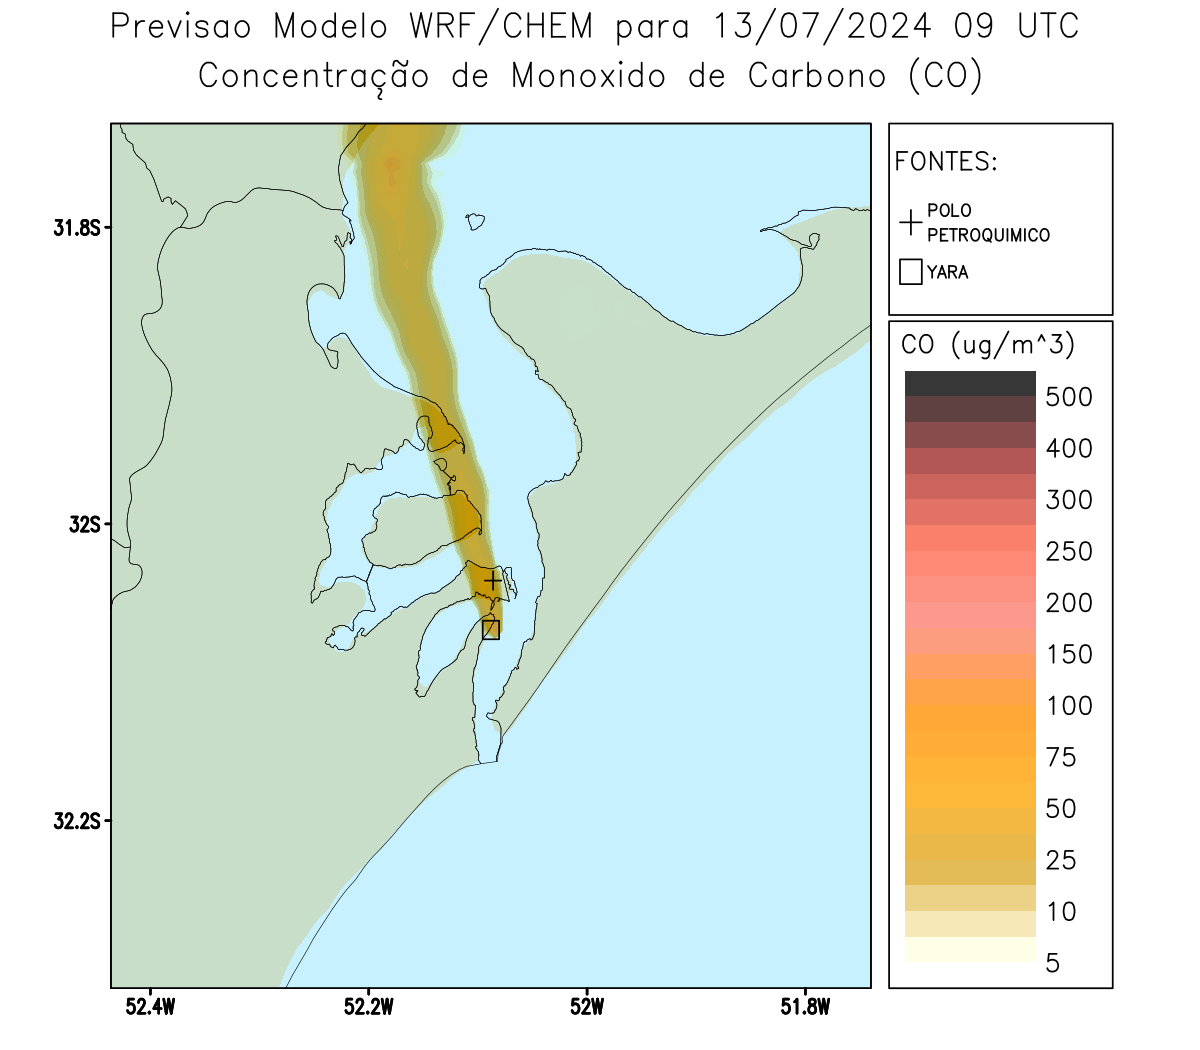 Previsao Modelo WRF/CHEM para 13/07/2024 09 UTC
Concentração de Monoxido de Carbono (CO)
FONTES:
POLO
PETROQUIMICO
YARA
CO (ug/m^3)
500
400
300
250
200
150
100
75
50
25
10
5
31.8S
32S
32.2S
52.4W
52.2W
52W
51.8W